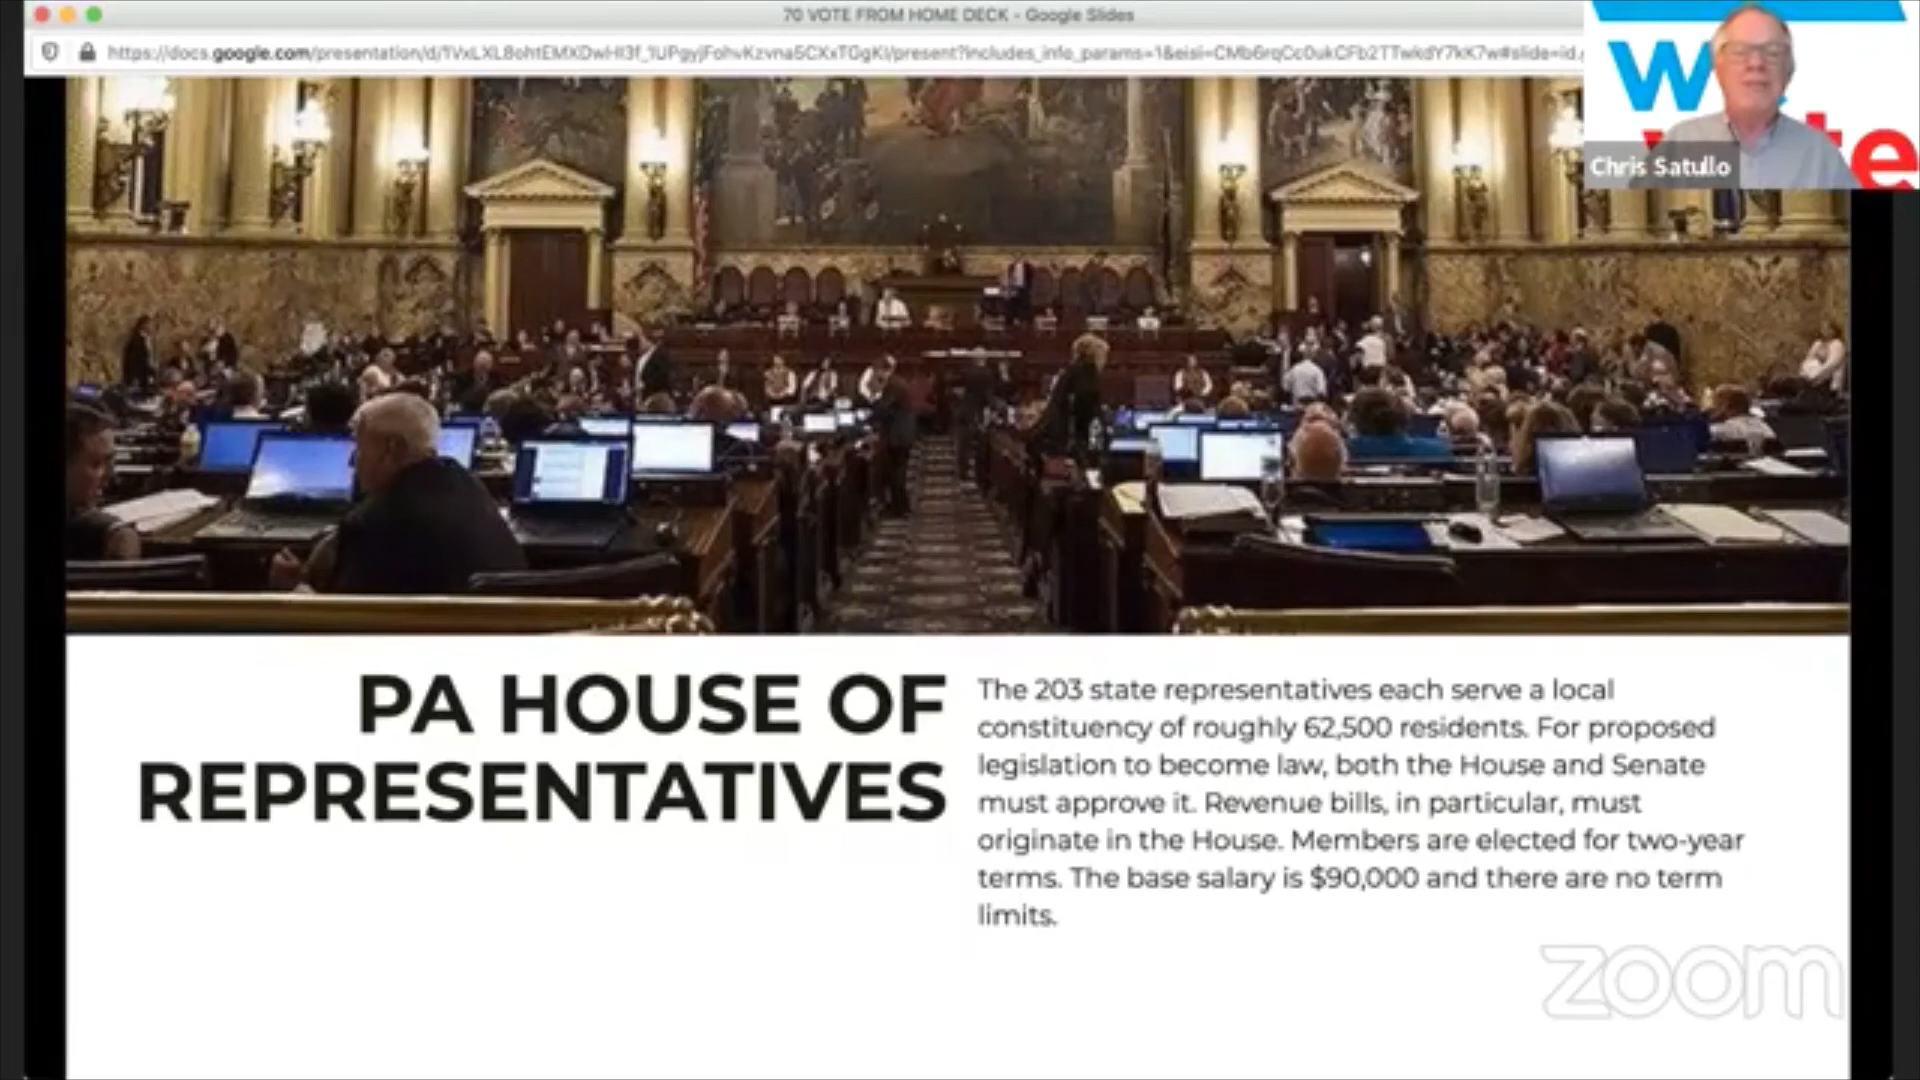 70 VOTE FROM HOME DECK - Google Slides
we
vote
Chris Satullo
PA HOUSE OF
REPRESENTATIVES
The 203 state representatives each serve a local
constituency of roughly 62,500 residents. For proposed
legislation to become law, both the House and Senate
must approve it. Revenue bills, in particular, must
originate in the House. Members are elected for two-year
terms. The base salary is $90,000 and there are no term
limits.
zoom